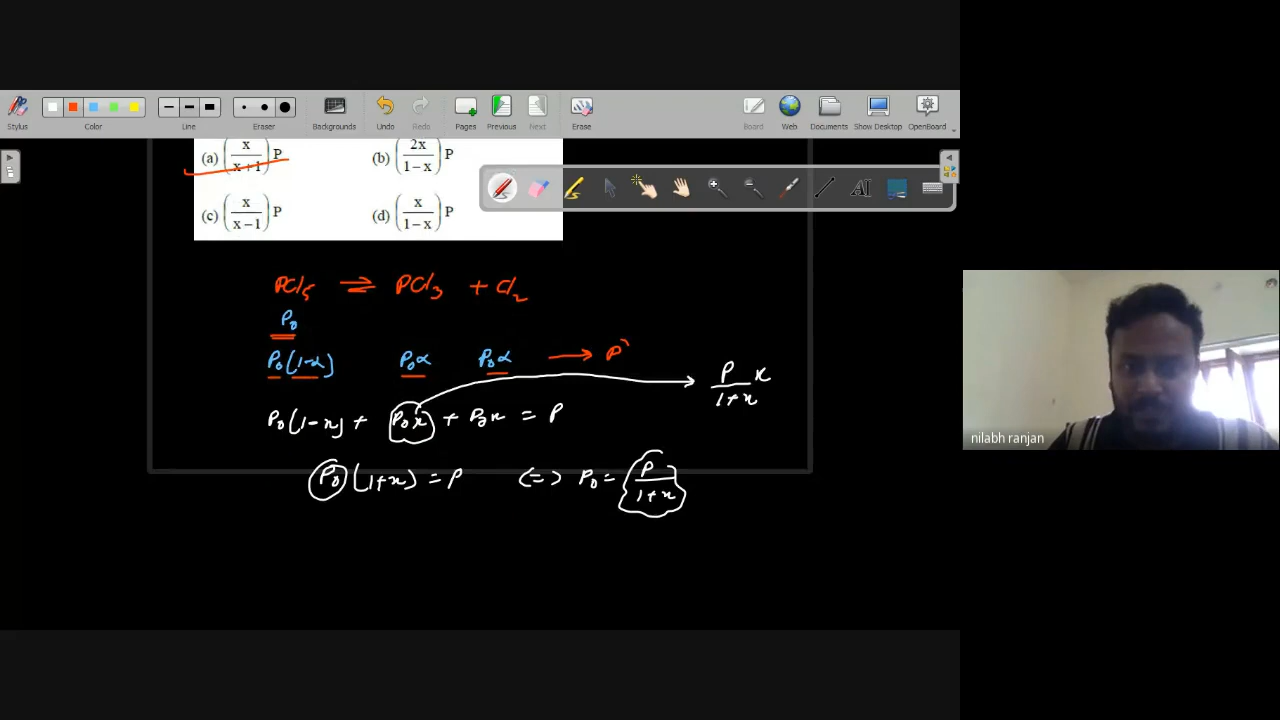 Stylus Color Line Eraser Backgrounds Undo Redo Pages Previous Next Erase Board Web Documents Show Desktop OpenBoard
(a) (x/x+1) P (b) (2x/1−x) P
(c) (x/x−1) P (d) (x/1−x) P
PCl5 ⇌ PCl3 + Cl2
P0
P0(1-α) P0α P0α → P
P/1+x x
P0(1-x) + P0x + P0x = P
P0(1+x) = P <=> P0 = P/1+x
nilabh ranjan